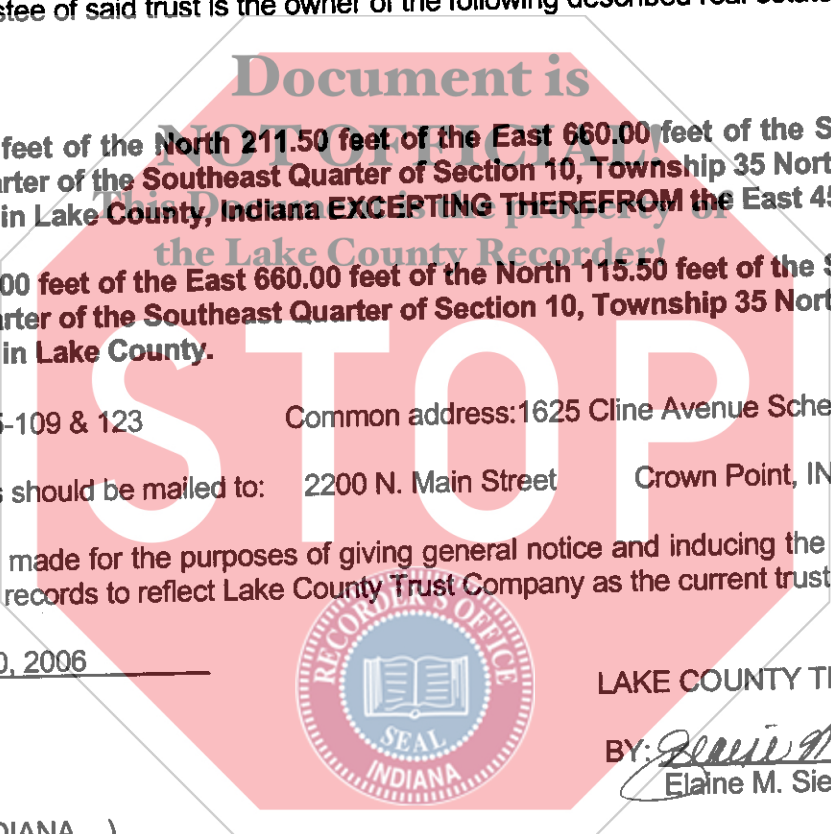 stee of said trust is the owner of the following described real estate
Document is
NOT OFFICIAL!
This Document is the property of
the Lake County Recorder!
feet of the North 211.50 feet of the East 660.00 feet of the S
arter of the Southeast Quarter of Section 10, Township 35 Nort
in Lake County, Indiana EXCEPTING THEREFROM the East 45
00 feet of the East 660.00 feet of the North 115.50 feet of the S
arter of the Southeast Quarter of Section 10, Township 35 Nort
in Lake County.
STOP
5-109 & 123 Common address:1625 Cline Avenue Sche
s should be mailed to: 2200 N. Main Street Crown Point, IN
made for the purposes of giving general notice and inducing the
records to reflect Lake County Trust Company as the current trust
0, 2006
RECORDER'S OFFICE
SEAL
INDIANA
LAKE COUNTY T
BY: Elaine M
Elaine M. Sie
DIANA )